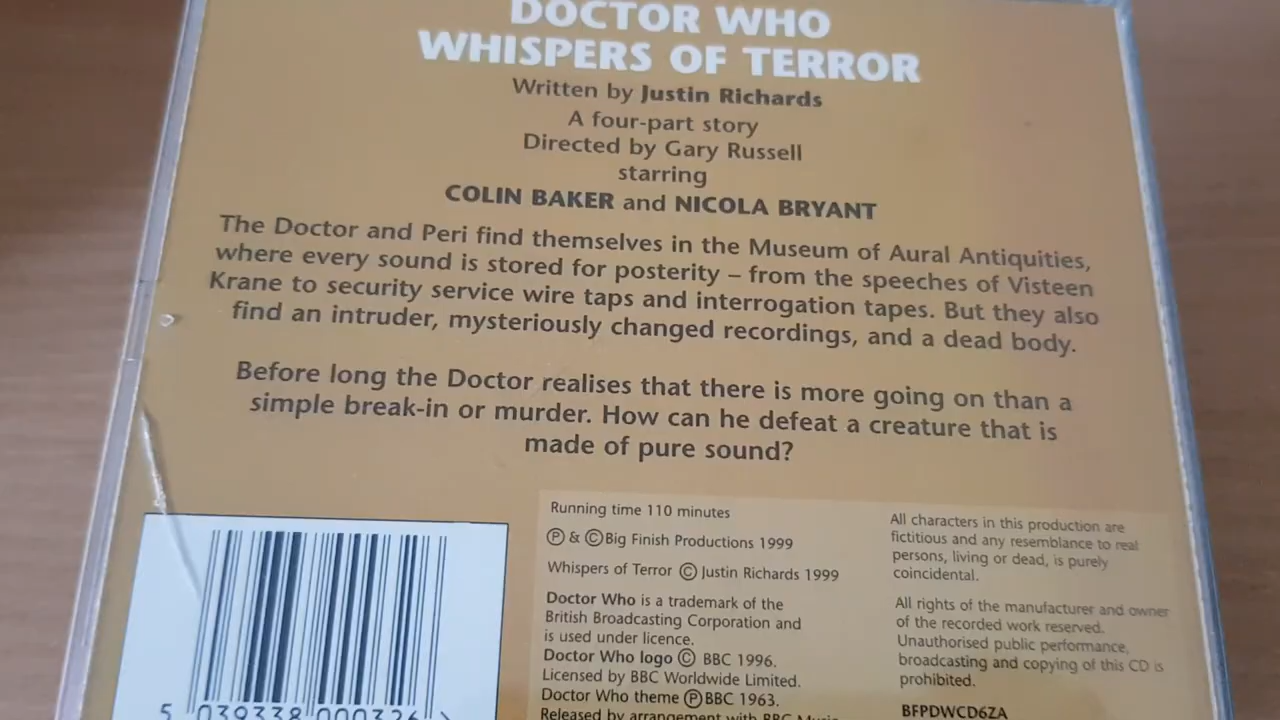 DOCTOR WHO
WHISPERS OF TERROR
Written by Justin Richards
A four-part story
Directed by Gary Russell
starring
COLIN BAKER and NICOLA BRYANT
The Doctor and Peri find themselves in the Museum of Aural Antiquities,
where every sound is stored for posterity – from the speeches of Visteen
Krane to security service wire taps and interrogation tapes. But they also
find an intruder, mysteriously changed recordings, and a dead body.
Before long the Doctor realises that there is more going on than a
simple break-in or murder. How can he defeat a creature that is
made of pure sound?
Running time 110 minutes
Ⓟ & ©Big Finish Productions 1999
Whispers of Terror © Justin Richards 1999
Doctor Who is a trademark of the
British Broadcasting Corporation and
is used under licence.
Doctor Who logo © BBC 1996.
Licensed by BBC Worldwide Limited.
Doctor Who theme ⓅBBC 1963.
Released by arrangement with BBC Music
All characters in this production are
fictitious and any resemblance to real
persons, living or dead, is purely
coincidental.
All rights of the manufacturer and owner
of the recorded work reserved.
Unauthorised public performance,
broadcasting and copying of this CD is
prohibited.
BFPDWCD6ZA
5 039338 000326 >